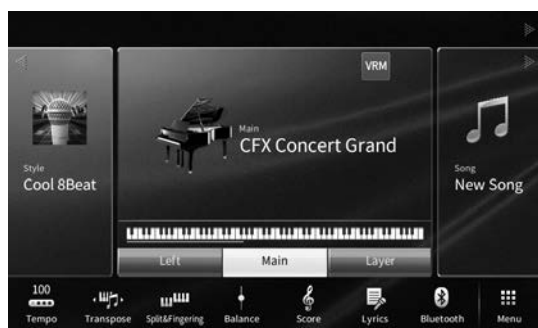 VRM
Main
CFX Concert Grand
Style
Cool 8Beat
Song
New Song
Left Main Layer
100
Tempo Transpose Split&Fingering Balance Score Lyrics Bluetooth Menu